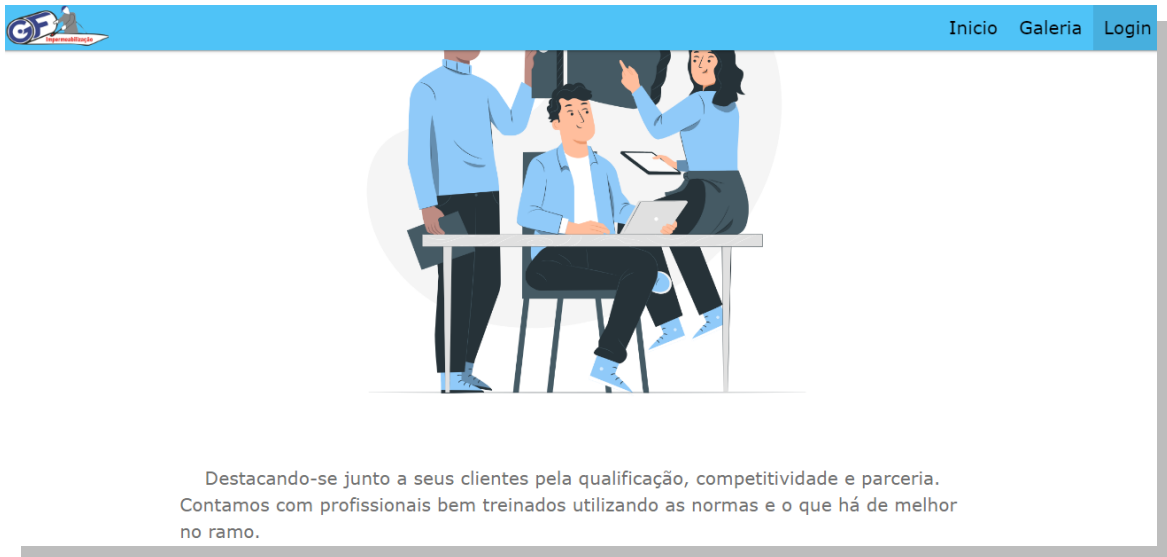 GF
Impermeabilização
Inicio Galeria Login
Destacando-se junto a seus clientes pela qualificação, competitividade e parceria.
Contamos com profissionais bem treinados utilizando as normas e o que há de melhor
no ramo.